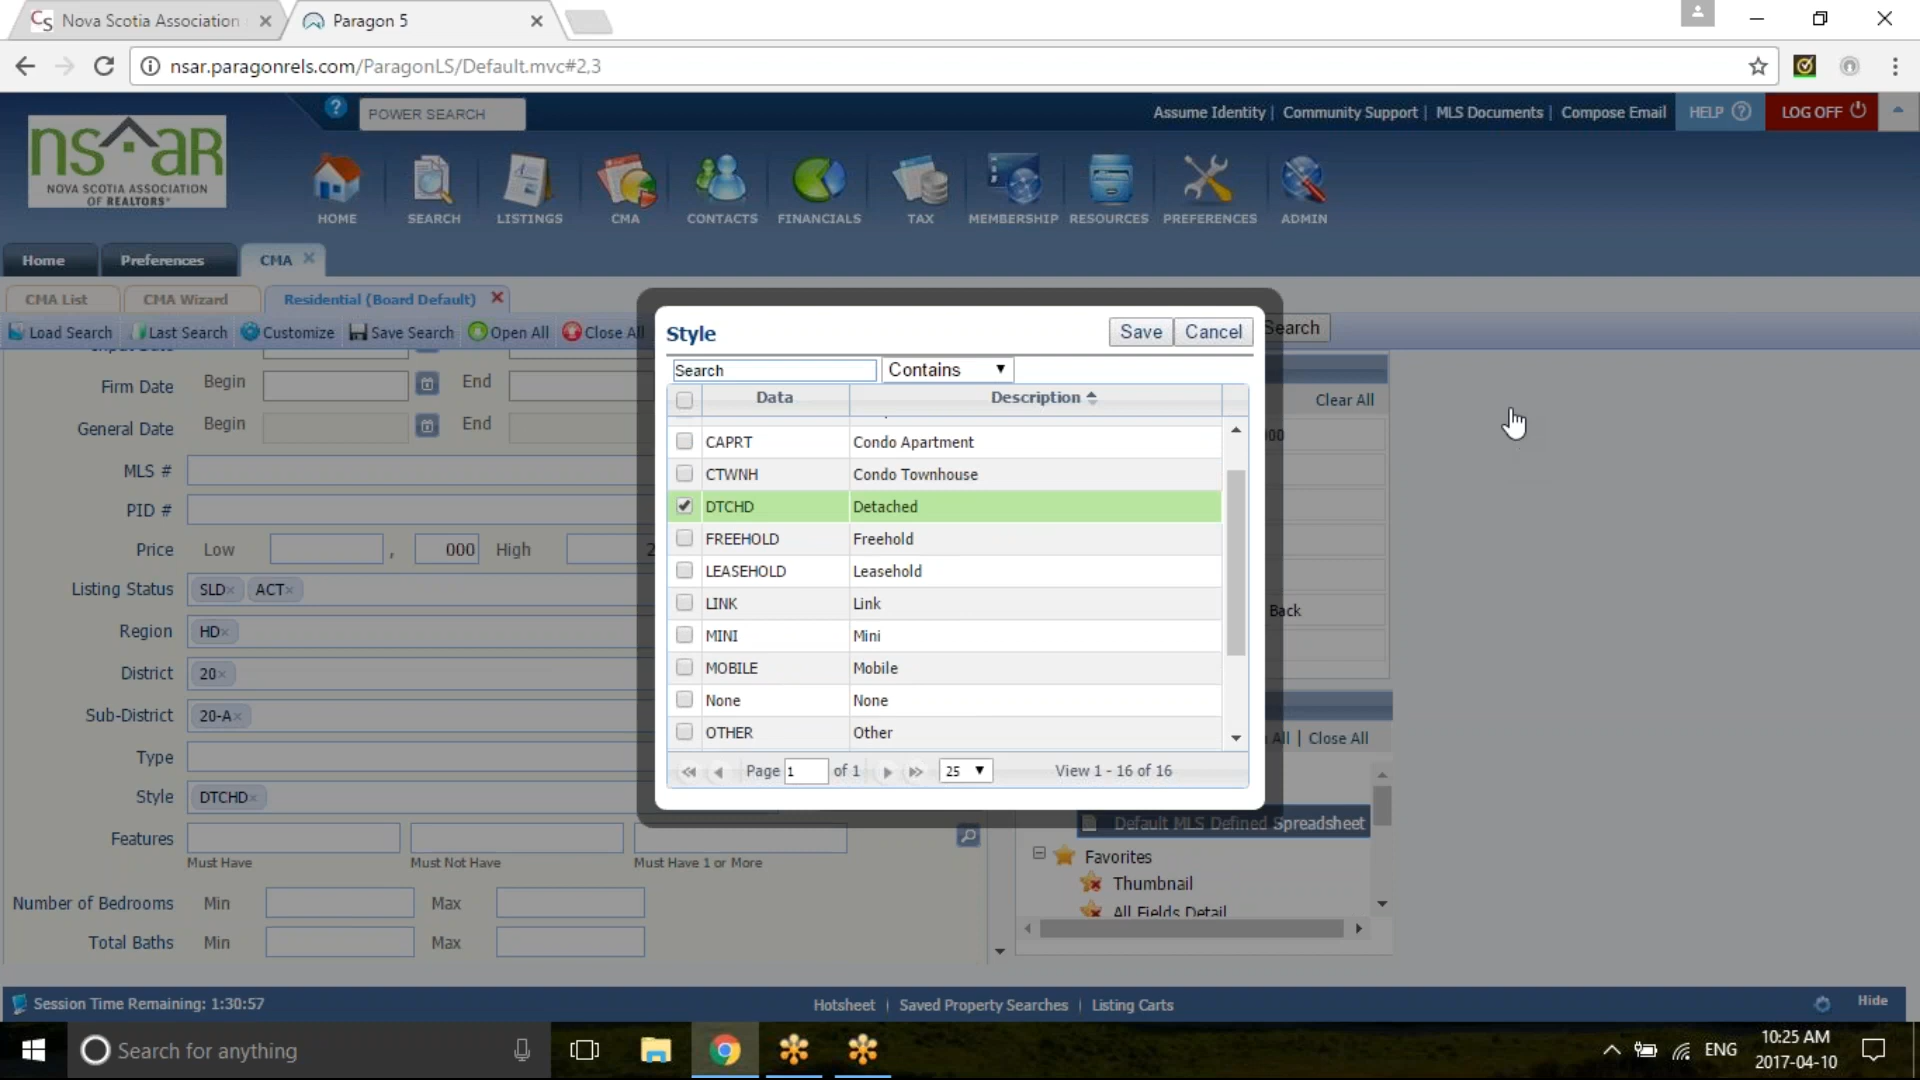 Nova Scotia Association
Paragon 5
nsar.paragonrels.com/ParagonLS/Default.mvc#2,3
POWER SEARCH
Assume Identity | Community Support | MLS Documents | Compose Email
HELP
LOG OFF
nsar
NOVA SCOTIA ASSOCIATION
OF REALTORS®
HOME
SEARCH
LISTINGS
CMA
CONTACTS
FINANCIALS
TAX
MEMBERSHIP
RESOURCES
PREFERENCES
ADMIN
Home
Preferences
CMA
CMA List
CMA Wizard
Residential (Board Default)
Load Search
Last Search
Customize
Save Search
Open All
Close All
Search
Firm Date Begin End
General Date Begin End
MLS #
PID #
Price Low , 000 High 2
Listing Status SLD× ACT×
Region HD×
District 20×
Sub-District 20-A×
Type
Style DTCHD×
Features
Must Have
Must Not Have
Must Have 1 or More
Number of Bedrooms Min Max
Total Baths Min Max
Style
Save
Cancel
Search
Contains
Data Description
CAPRT Condo Apartment
CTWNH Condo Townhouse
DTCHD Detached
FREEHOLD Freehold
LEASEHOLD Leasehold
LINK Link
MINI Mini
MOBILE Mobile
None None
OTHER Other
Page 1 of 1 25 View 1 - 16 of 16
Clear All
Back
All | Close All
Default MLS Defined Spreadsheet
Favorites
Thumbnail
All Fields Detail
Session Time Remaining: 1:30:57
Hotsheet | Saved Property Searches | Listing Carts
Hide
Search for anything
ENG
10:25 AM
2017-04-10